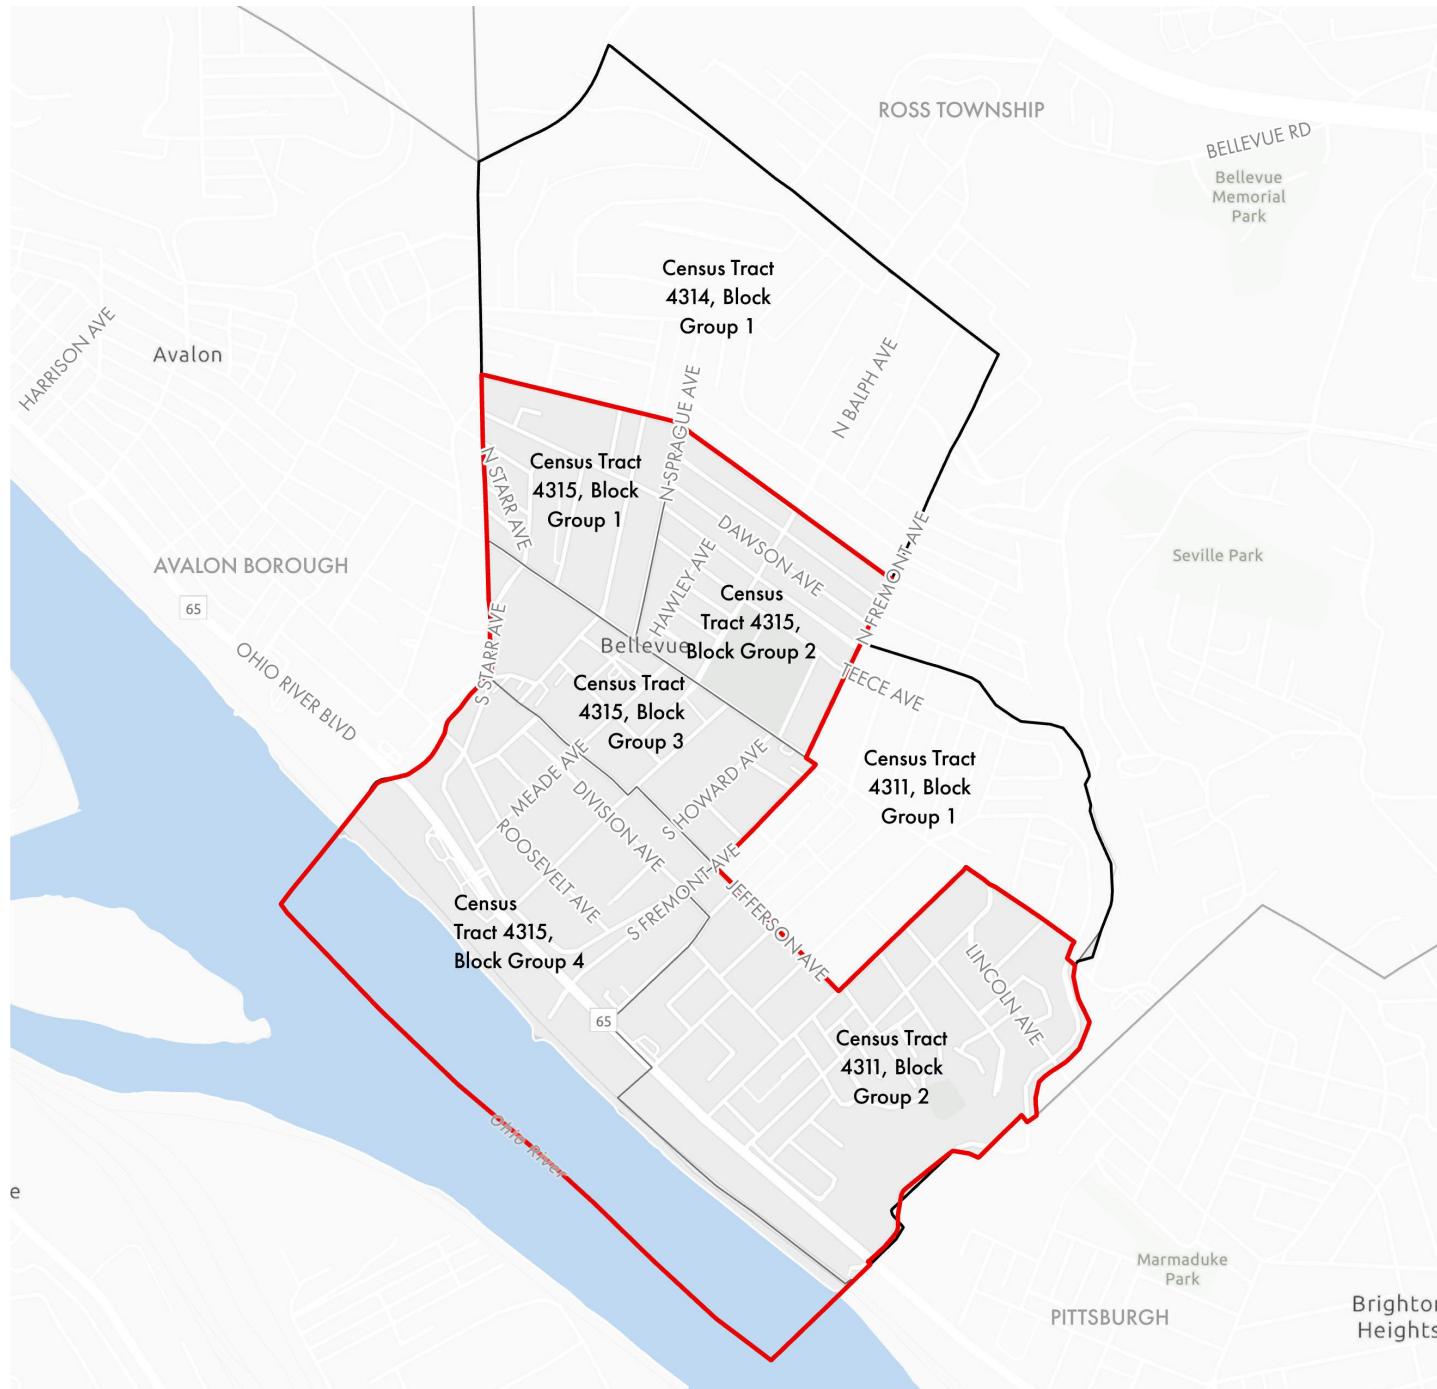 ROSS TOWNSHIP
BELLEVUE RD
Bellevue
Memorial
Park
Census Tract
4314, Block
Group 1
HARRISON AVE
Avalon
N BALPH AVE
N SPRAGUE AVE
Census Tract
4315, Block
Group 1
N STARR AVE
DAWSON AVE
N FREMONT AVE
Seville Park
AVALON BOROUGH
65
HAWLEY AVE
Census
Tract 4315,
Block Group 2
Bellevue
S STARR AVE
OHIO RIVER BLVD
TEECE AVE
Census Tract
4315, Block
Group 3
MEADE AVE
DIVISION AVE
S HOWARD AVE
Census Tract
4311, Block
Group 1
ROOSEVELT AVE
S FREMONT AVE
JEFFERSON AVE
Census
Tract 4315,
Block Group 4
LINCOLN AVE
65
Census Tract
4311, Block
Group 2
Ohio River
e
Marmaduke
Park
PITTSBURGH
Brighton
Heights